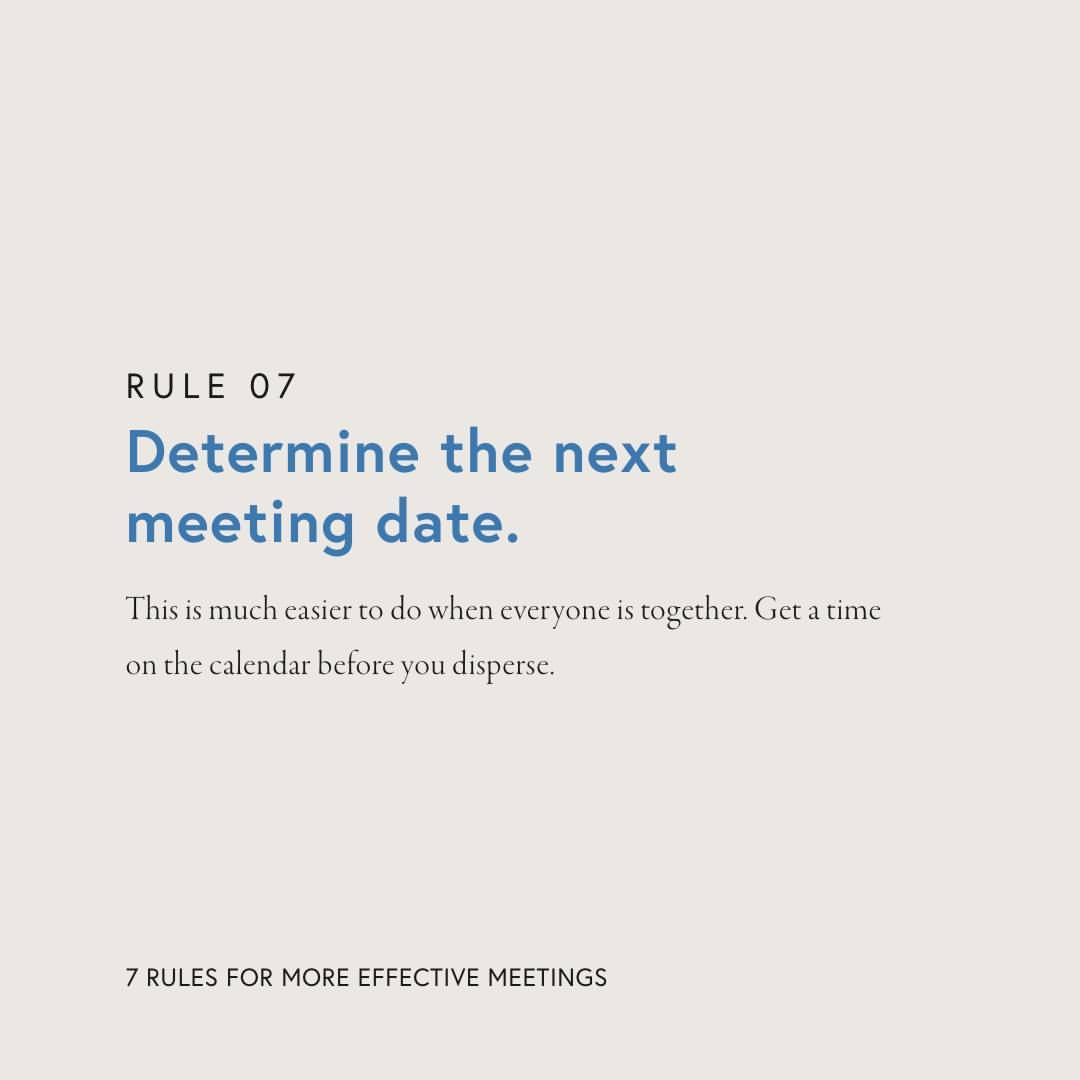 RULE 07
Determine the next
meeting date.
This is much easier to do when everyone is together. Get a time
on the calendar before you disperse.
7 RULES FOR MORE EFFECTIVE MEETINGS